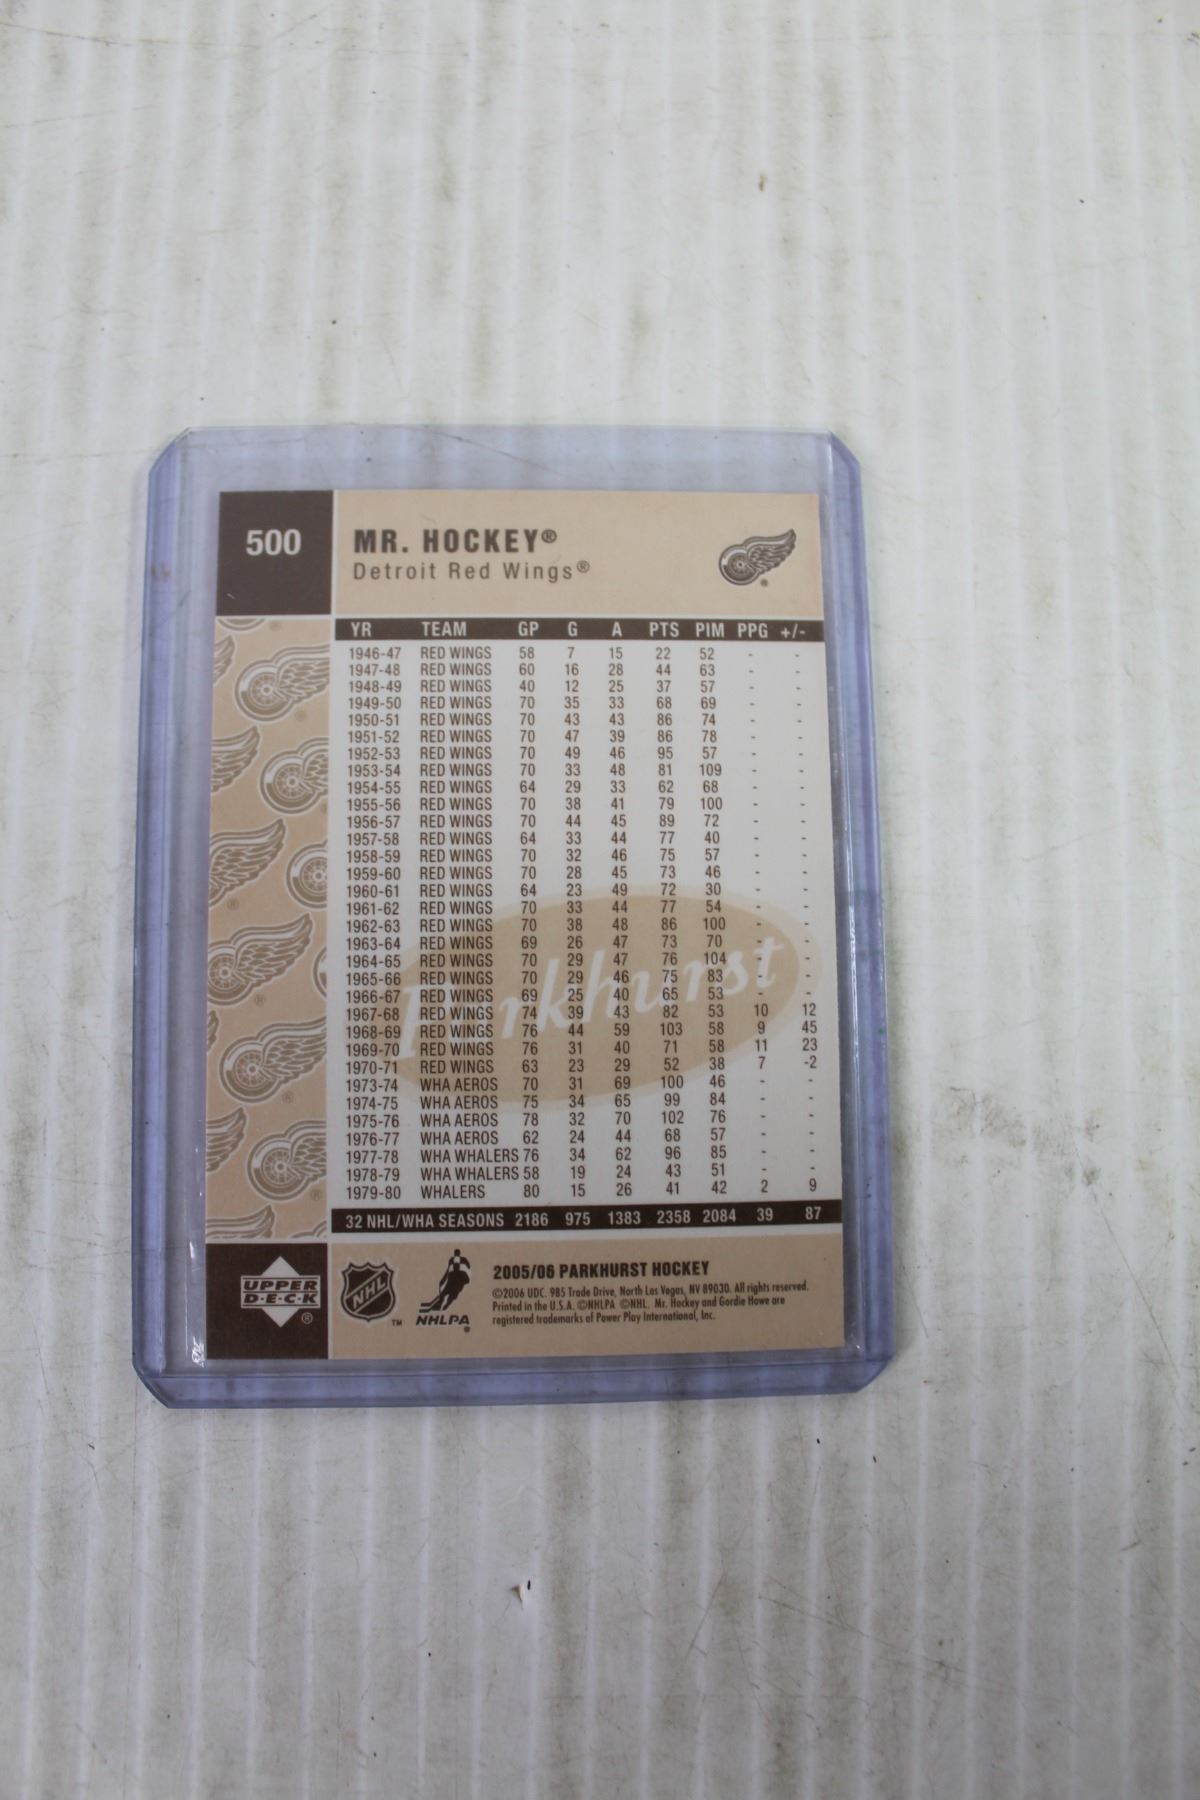 500
MR. HOCKEY®
Detroit Red Wings®
YR TEAM GP G A PTS PIM PPG +/-
1946-47 RED WINGS 58 7 15 22 52 - -
1947-48 RED WINGS 60 16 28 44 63 - -
1948-49 RED WINGS 40 12 25 37 57 - -
1949-50 RED WINGS 70 35 33 68 69 - -
1950-51 RED WINGS 70 43 43 86 74 - -
1951-52 RED WINGS 70 47 39 86 78 - -
1952-53 RED WINGS 70 49 46 95 57 - -
1953-54 RED WINGS 70 33 48 81 109 - -
1954-55 RED WINGS 64 29 33 62 68 - -
1955-56 RED WINGS 70 38 41 79 100 - -
1956-57 RED WINGS 70 44 45 89 72 - -
1957-58 RED WINGS 64 33 44 77 40 - -
1958-59 RED WINGS 70 32 46 75 57 - -
1959-60 RED WINGS 70 28 45 73 46 - -
1960-61 RED WINGS 64 23 49 72 30 - -
1961-62 RED WINGS 70 33 44 77 54 - -
1962-63 RED WINGS 70 38 48 86 100 - -
1963-64 RED WINGS 69 26 47 73 70 - -
1964-65 RED WINGS 70 29 47 76 104 - -
1965-66 RED WINGS 70 29 46 75 83 - -
1966-67 RED WINGS 69 25 40 65 53 - -
1967-68 RED WINGS 74 39 43 82 53 10 12
1968-69 RED WINGS 76 44 59 103 58 9 45
1969-70 RED WINGS 76 31 40 71 58 11 23
1970-71 RED WINGS 63 23 29 52 38 7 -2
1973-74 WHA AEROS 70 31 69 100 46 - -
1974-75 WHA AEROS 75 34 65 99 84 - -
1975-76 WHA AEROS 78 32 70 102 76 - -
1976-77 WHA AEROS 62 24 44 68 57 - -
1977-78 WHA WHALERS 76 34 62 96 85 - -
1978-79 WHA WHALERS 58 19 24 43 51 - -
1979-80 WHALERS 80 15 26 41 42 2 9
32 NHL/WHA SEASONS 2186 975 1383 2358 2084 39 87
Parkhurst
UPPER
D·E·C·K
®
NHL
™
NHLPA
®
2005/06 PARKHURST HOCKEY
©2006 UDC. 985 Trade Drive, North Las Vegas, NV 89030. All rights reserved.
Printed in the U.S.A. ©NHLPA ©NHL. Mr. Hockey and Gordie Howe are
registered trademarks of Power Play International, Inc.